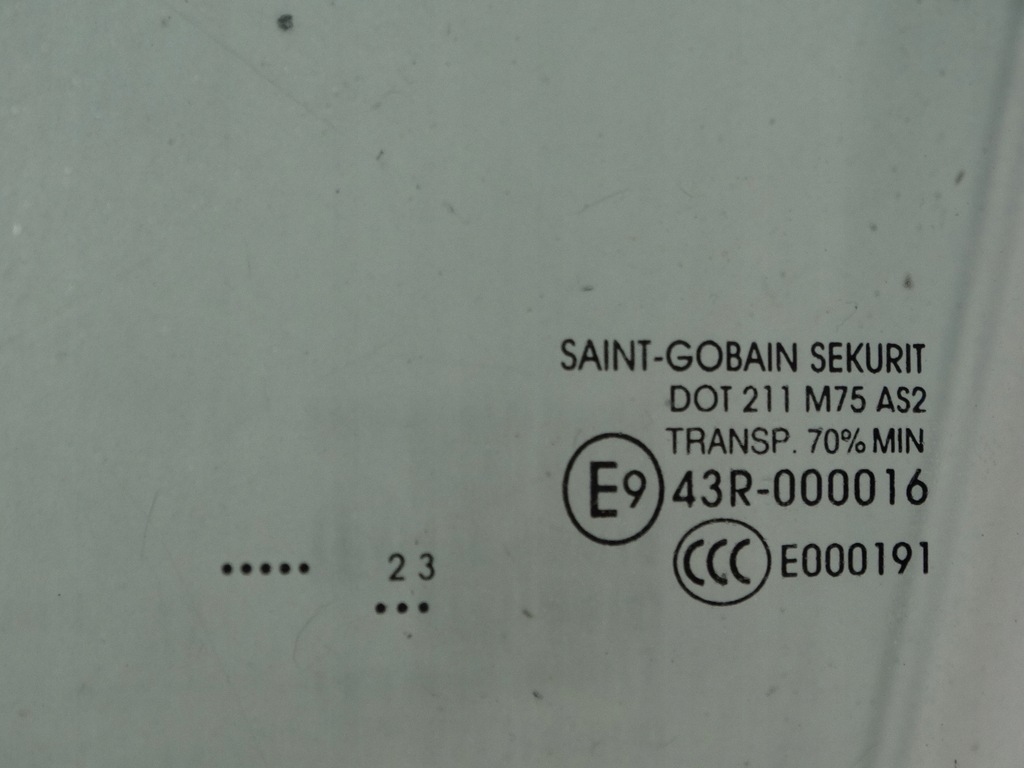 SAINT-GOBAIN SEKURIT
DOT 211 M75 AS2
TRANSP. 70% MIN
E9 43R-000016
CCC E000191
..... 23
...